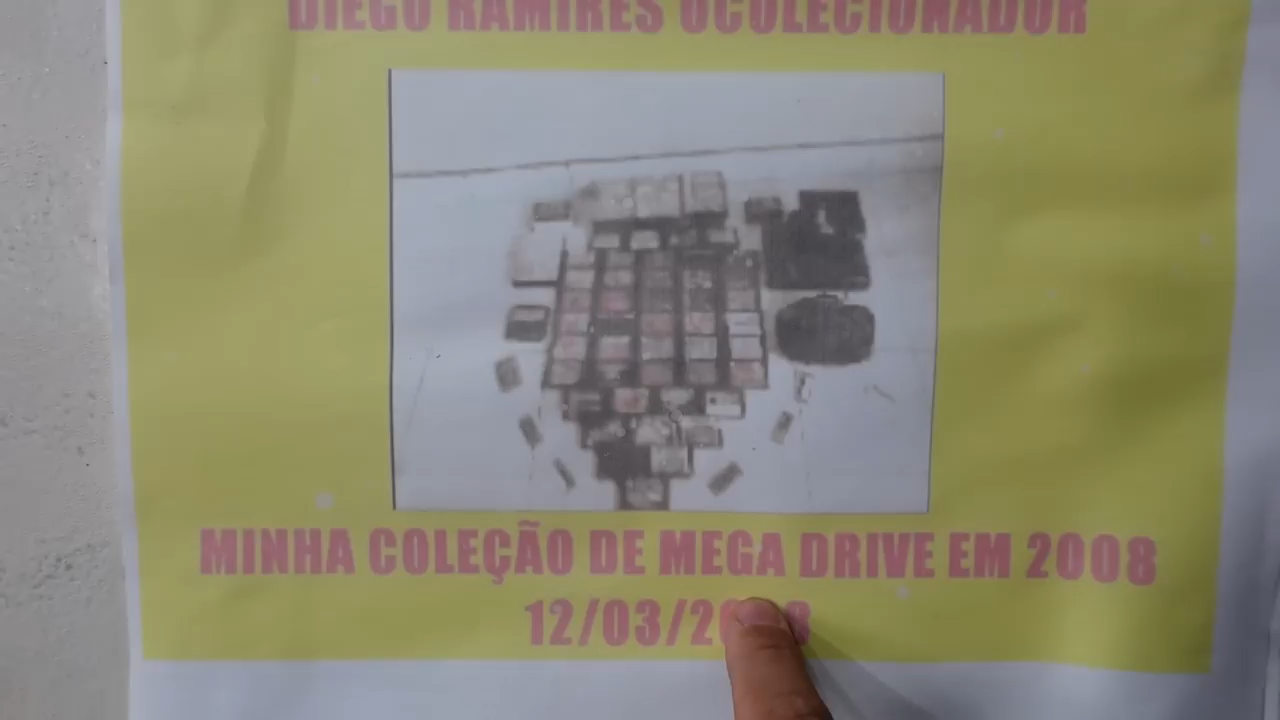 DIEGO RAMIRES OCOLECIONADOR
MINHA COLEÇÃO DE MEGA DRIVE EM 2008